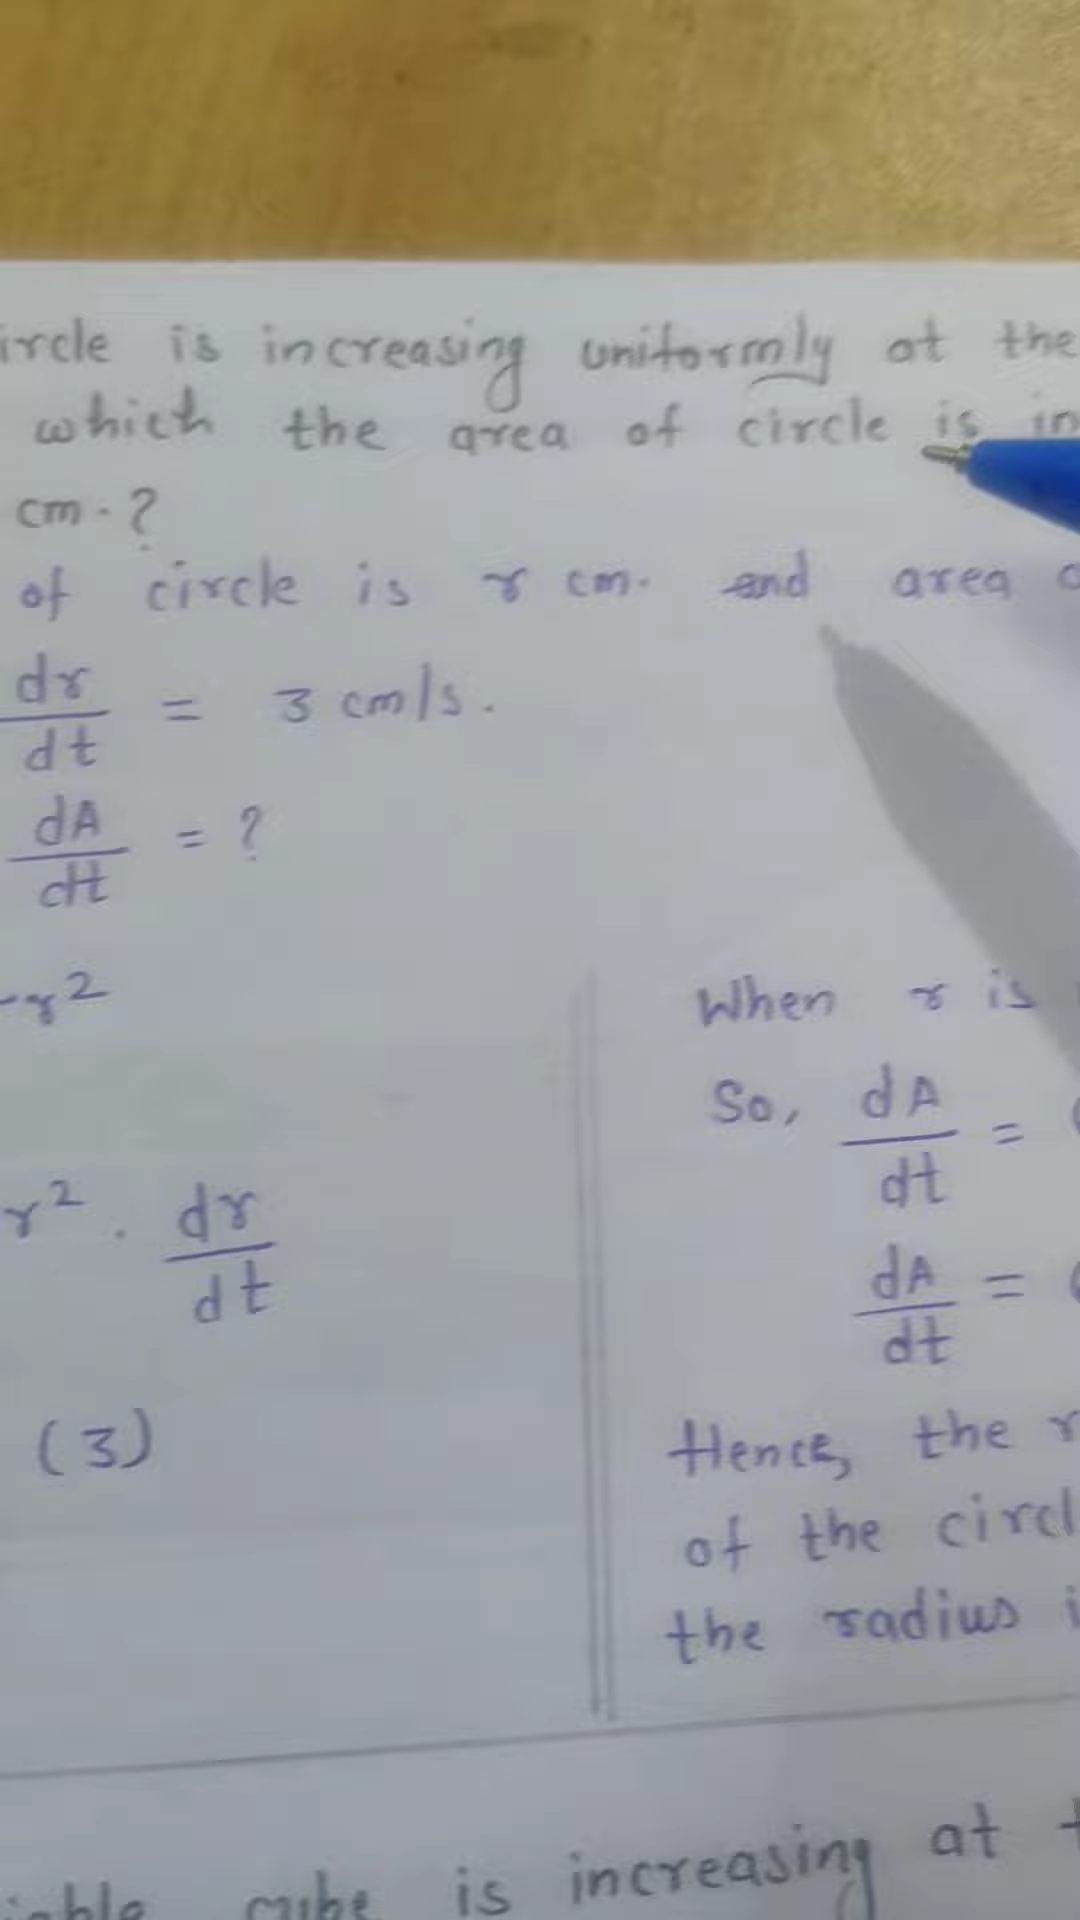 ircle is increasing uniformly at the
which the area of circle is in
cm.?
of circle is r cm. and area
dr/dt = 3 cm/s.
dA/dt = ?
r²
r² . dr/dt
(3)
When r is
So, dA/dt =
dA/dt =
Hence, the r
of the circl
the radius i
iable cube is increasing at t